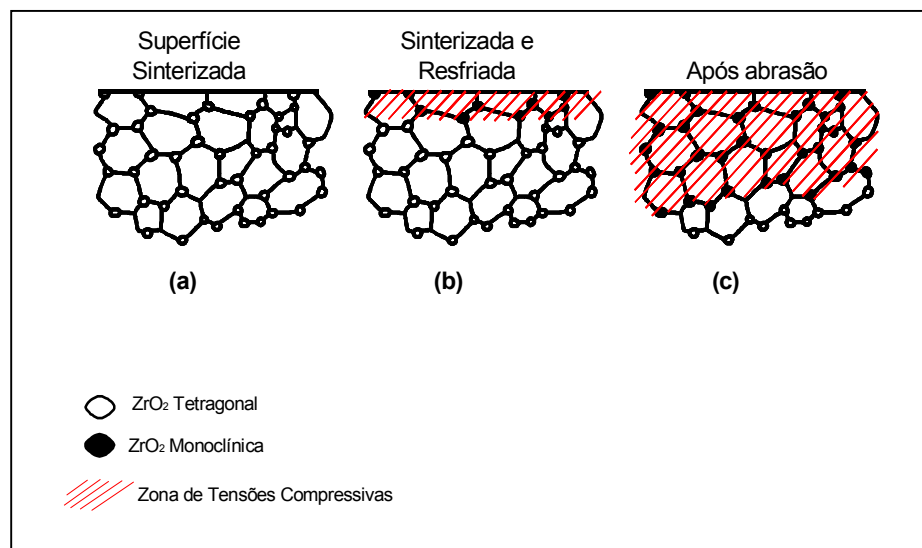 Superfície
Sinterizada
Sinterizada e
Resfriada
Após abrasão
(a)
(b)
(c)
ZrO₂ Tetragonal
ZrO₂ Monoclínica
Zona de Tensões Compressivas